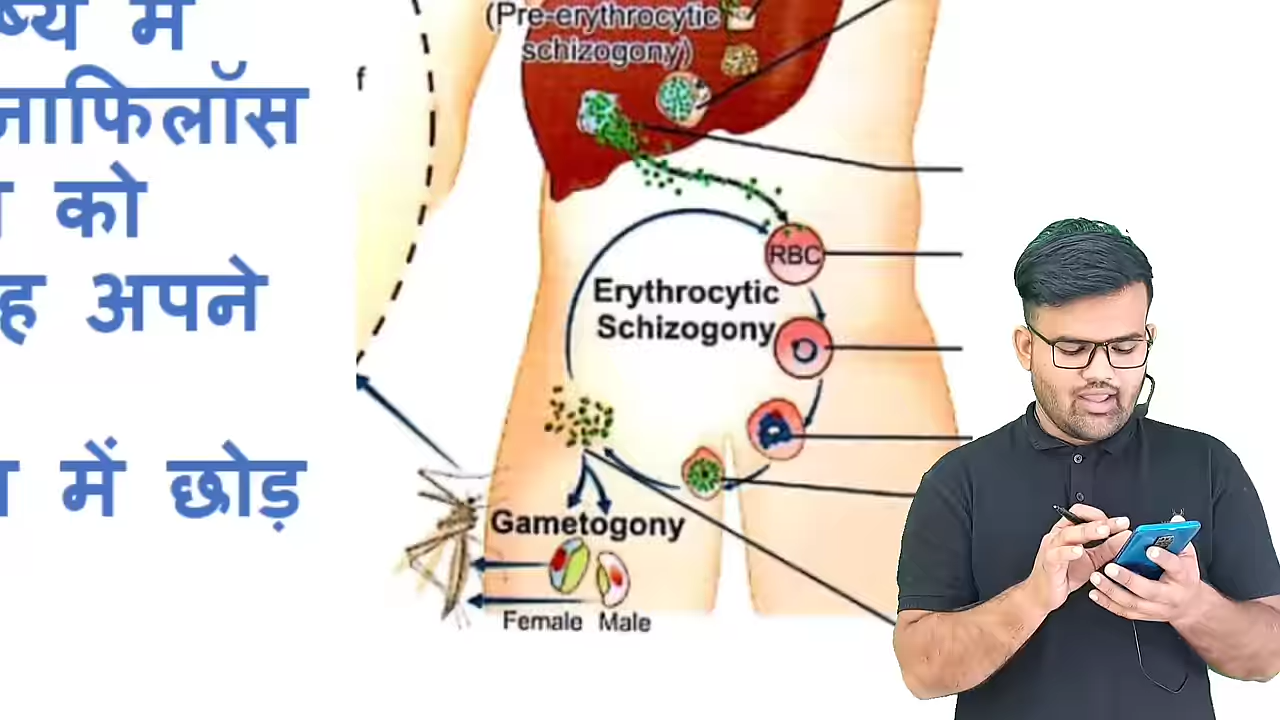 में
को
अपने
में छोड़
f
(Pre-erythrocytic
schizogony)
RBC
Erythrocytic
Schizogony
Gametogony
Female Male